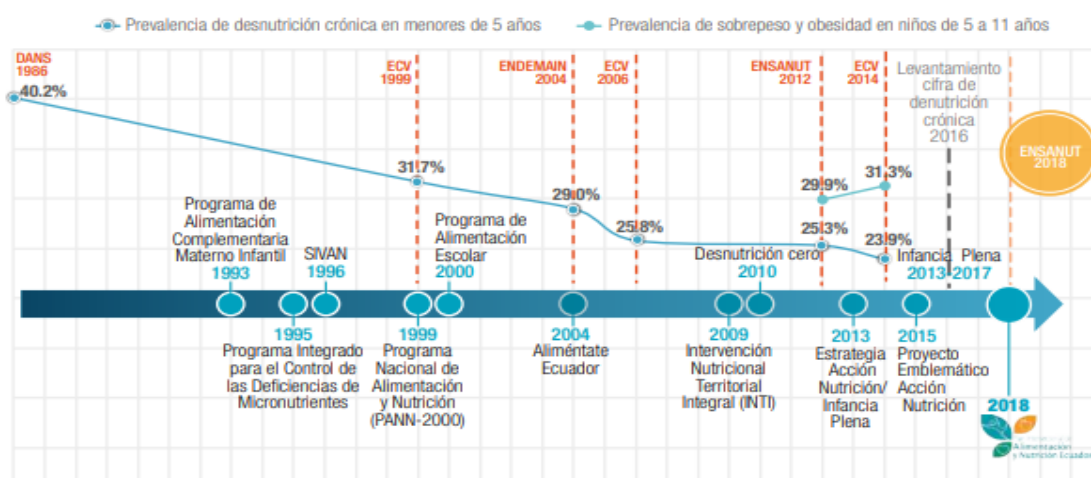 Prevalencia de desnutrición crónica en menores de 5 años
Prevalencia de sobrepeso y obesidad en niños de 5 a 11 años
DANS
1986
40.2%
ECV
1999
31.7%
ENDEMAIN
2004
29.0%
ECV
2006
25.8%
ENSANUT
2012
29.9%
25.3%
ECV
2014
31.3%
23.9%
Levantamiento
cifra de
denutrición
crónica
2016
ENSANUT
2018
Programa de
Alimentación
Complementaria
Materno Infantil
1993
SIVAN
1996
Programa de
Alimentación
Escolar
2000
Desnutrición cero
2010
Infancia Plena
2013-2017
1995
Programa Integrado
para el Control de
las Deficiencias de
Micronutrientes
1999
Programa
Nacional de
Alimentación
y Nutrición
(PANN-2000)
2004
Aliméntate
Ecuador
2009
Intervención
Nutricional
Territorial
Integral (INTI)
2013
Estrategia
Acción
Nutrición/
Infancia
Plena
2015
Proyecto
Emblemático
Acción
Nutrición
2018
Alimentación
y Nutrición Ecuador